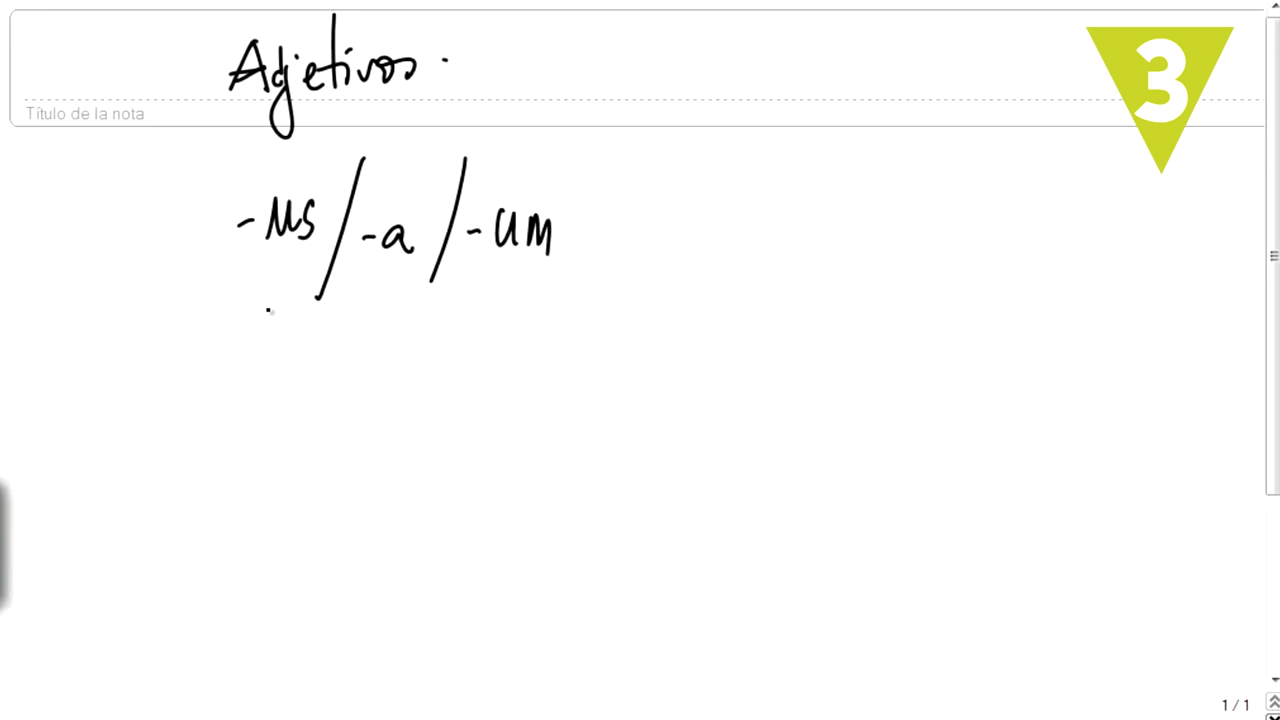 Adjetivos.
3
Título de la nota
-us/-a/-um
1 / 1